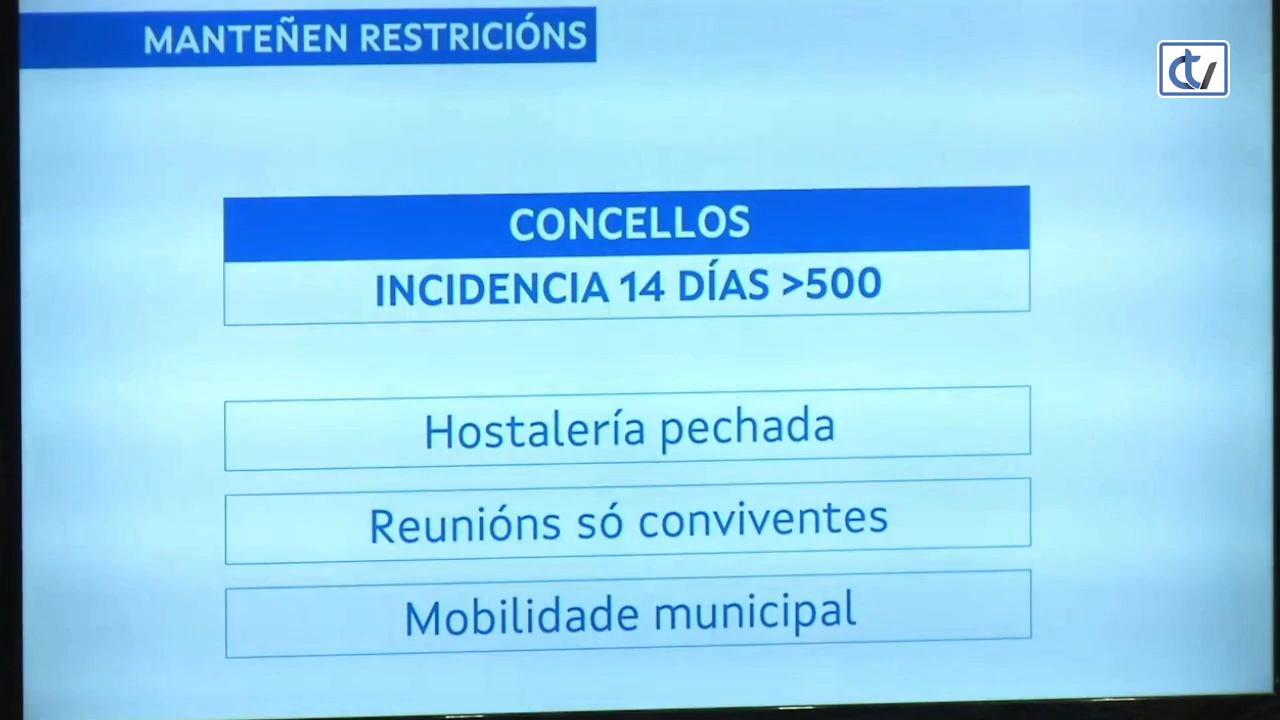 MANTEÑEN RESTRICIÓNS
CONCELLOS
INCIDENCIA 14 DÍAS >500
Hostalería pechada
Reunións só conviventes
Mobilidade municipal